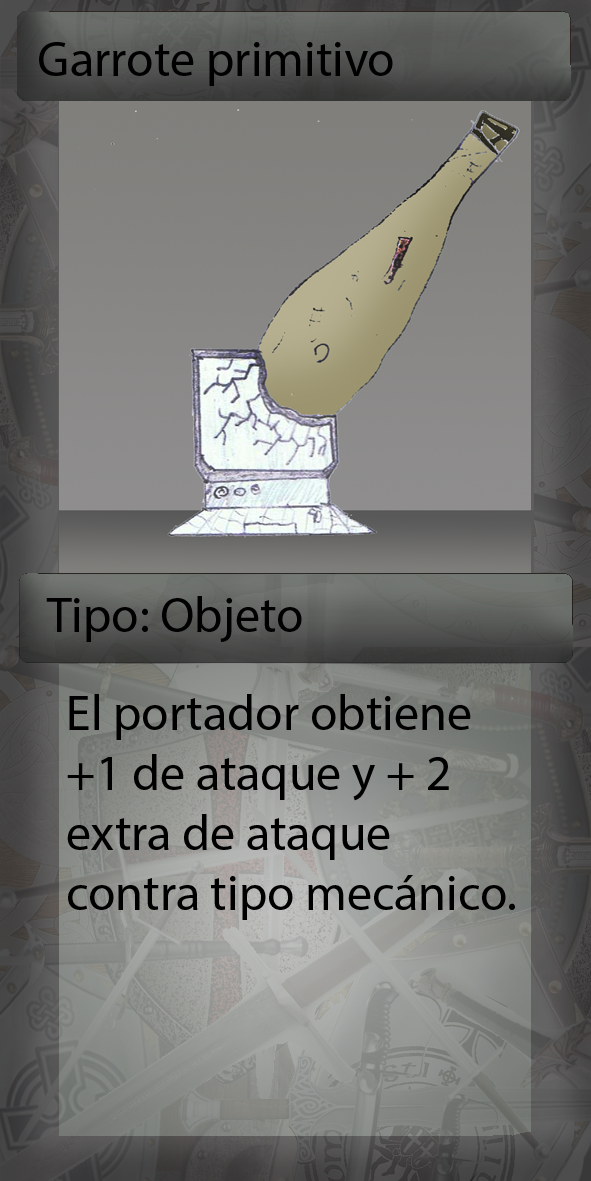 Garrote primitivo
Tipo: Objeto
El portador obtiene
+1 de ataque y + 2
extra de ataque
contra tipo mecánico.